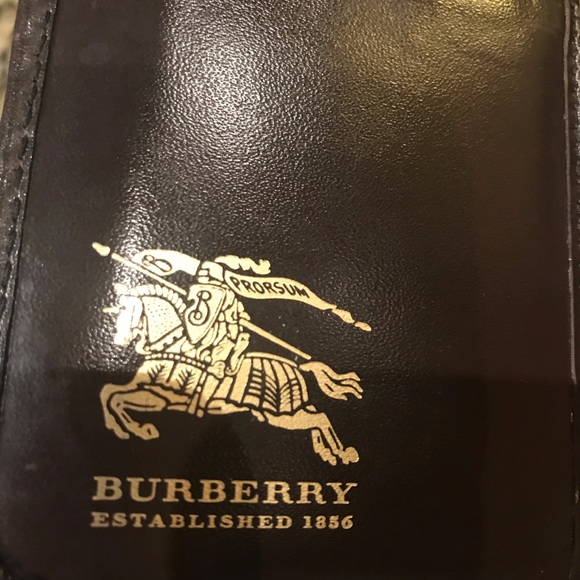 B
PRORSUM
B
BURBERRY
ESTABLISHED 1856